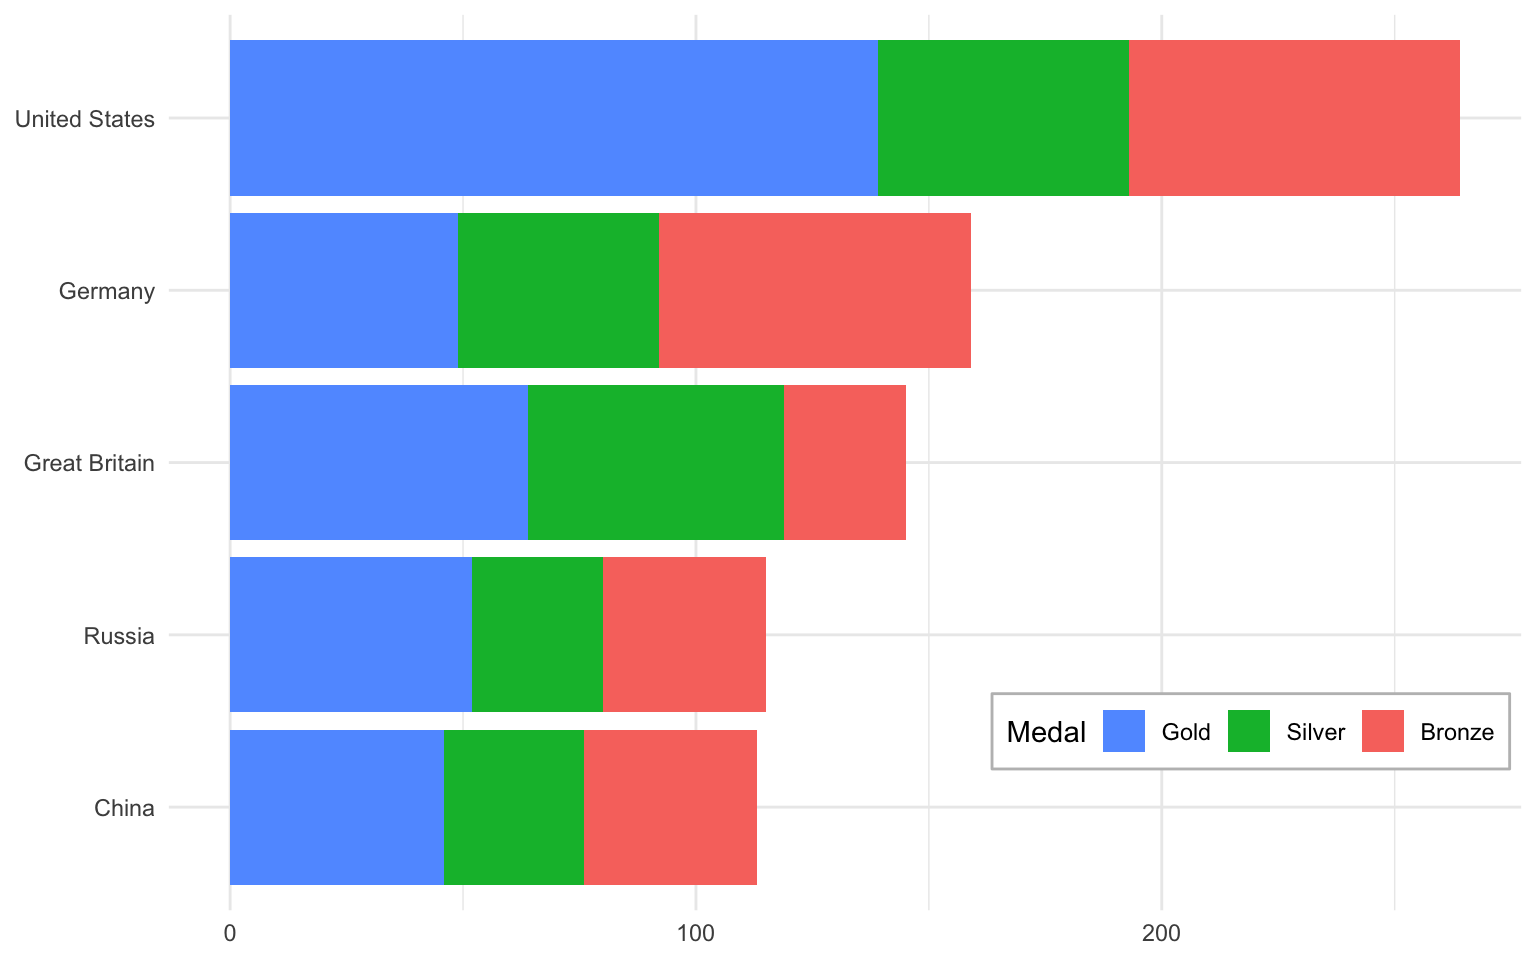 United States
Germany
Great Britain
Russia
Medal Gold Silver Bronze
China
0 100 200